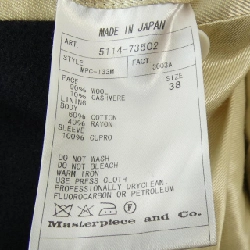 MADE IN JAPAN
ART. 5114-73502
STYLE FACT SIZE
MPC-133M 0003A 38
FACE
90% WOOL
10% CASHMERE
LINING
BODY
60% COTTON
40% RAYON
SLEEVE
100% CUPRO
DO NOT WASH
DO NOT BLEACH
WARM IRON
USE PRESS CLOTH
PROFESSIONALLY DRYCLEAN
FLUOROCARBON OR PETROLEUM
Masterpiece and Co.